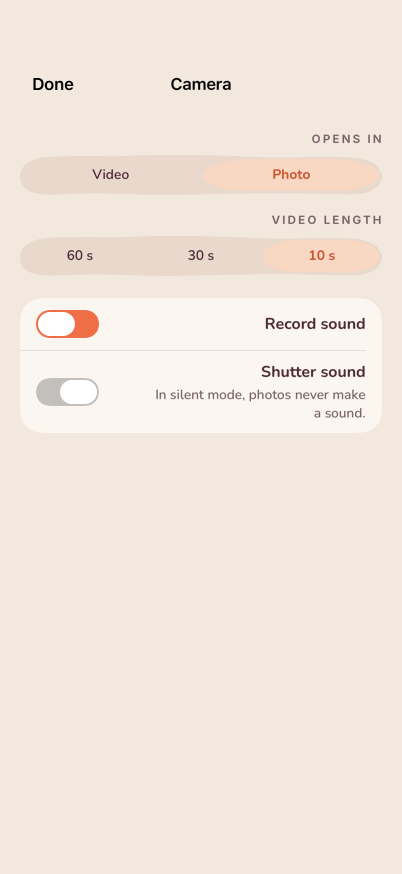 Done
Camera
OPENS IN
Photo
Video
VIDEO LENGTH
10 s
30 s
60 s
Record sound
Shutter sound
In silent mode, photos never make
a sound.